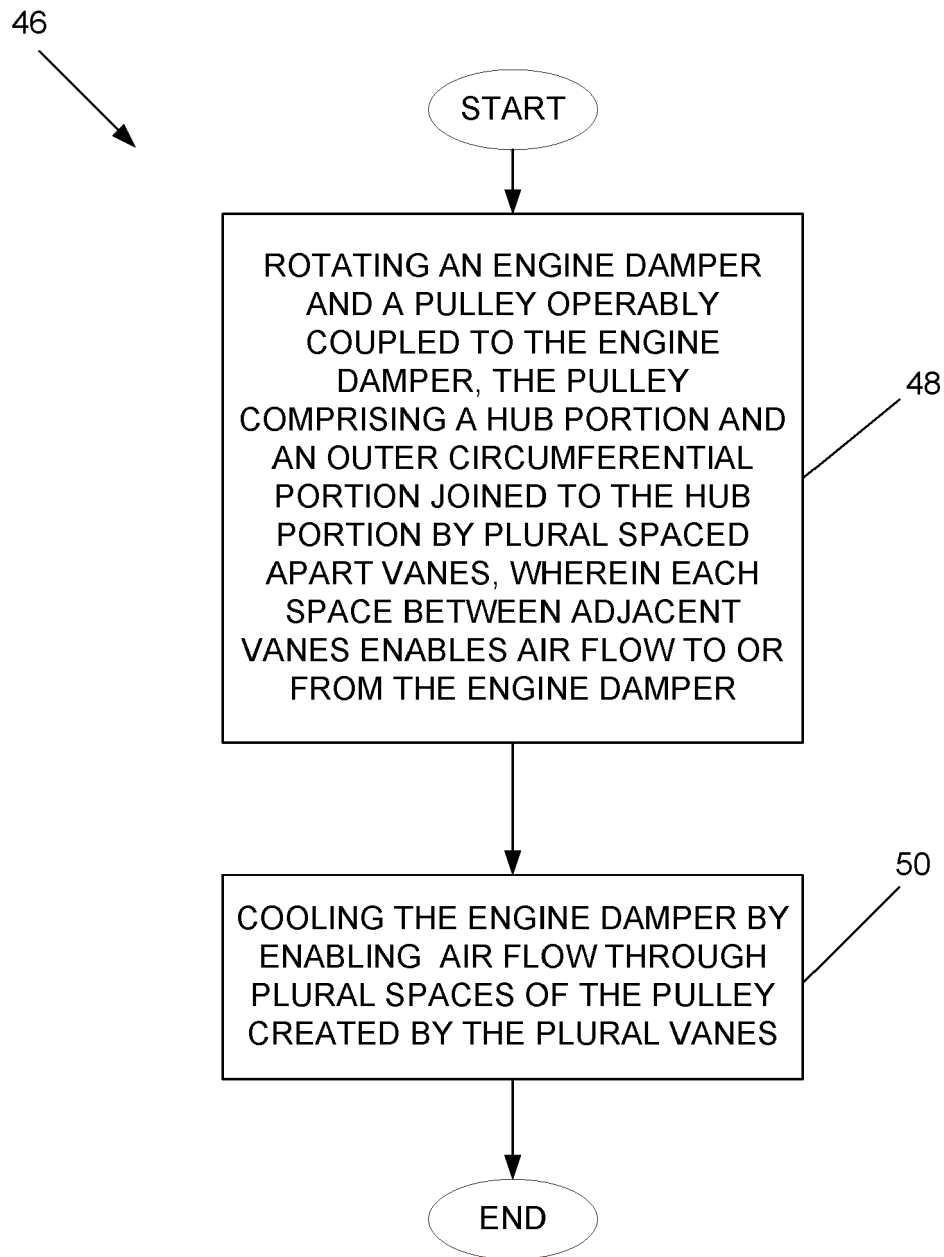 46
START
ROTATING AN ENGINE DAMPER
AND A PULLEY OPERABLY
COUPLED TO THE ENGINE
DAMPER, THE PULLEY
COMPRISING A HUB PORTION AND
AN OUTER CIRCUMFERENTIAL
PORTION JOINED TO THE HUB
PORTION BY PLURAL SPACED
APART VANES, WHEREIN EACH
SPACE BETWEEN ADJACENT
VANES ENABLES AIR FLOW TO OR
FROM THE ENGINE DAMPER
48
COOLING THE ENGINE DAMPER BY
ENABLING AIR FLOW THROUGH
PLURAL SPACES OF THE PULLEY
CREATED BY THE PLURAL VANES
50
END